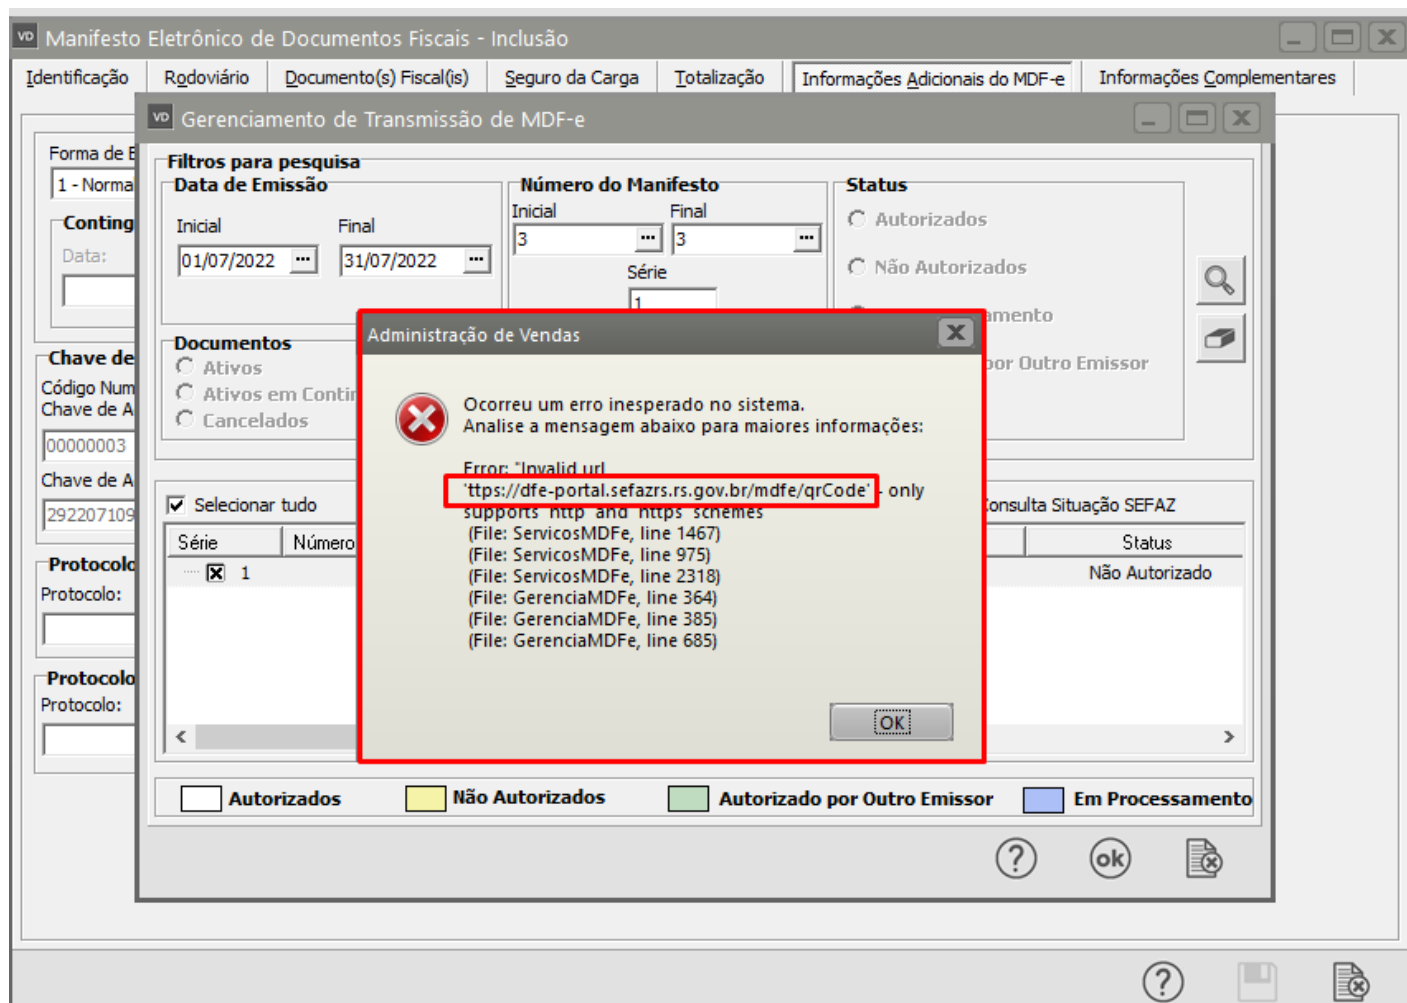 VD Manifesto Eletrônico de Documentos Fiscais - Inclusão
Identificação Rodoviário Documento(s) Fiscal(is) Seguro da Carga Totalização Informações Adicionais do MDF-e Informações Complementares
VD Gerenciamento de Transmissão de MDF-e
Forma de E
1 - Normal
Conting
Data:
Chave de
Código Num
Chave de A
00000003
Chave de A
292207109
Protocolo
Protocolo:
Protocolo
Protocolo:
Filtros para pesquisa
Data de Emissão
Inicial Final
01/07/2022 ... 31/07/2022 ...
Número do Manifesto
Inicial Final
3 ... 3 ...
Série
1
Status
Autorizados
Não Autorizados
amento
por Outro Emissor
Documentos
Ativos
Ativos em Contin
Cancelados
Administração de Vendas
Ocorreu um erro inesperado no sistema.
Analise a mensagem abaixo para maiores informações:
Error: "Invalid url
'ttps://dfe-portal.sefazrs.rs.gov.br/mdfe/qrCode' - only
supports http and https schemes
(File: ServicosMDFe, line 1467)
(File: ServicosMDFe, line 975)
(File: ServicosMDFe, line 2318)
(File: GerenciaMDFe, line 364)
(File: GerenciaMDFe, line 385)
(File: GerenciaMDFe, line 685)
OK
Selecionar tudo
onsulta Situação SEFAZ
Série Número Status
1 Não Autorizado
Autorizados Não Autorizados Autorizado por Outro Emissor Em Processamento
? ok
?